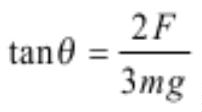 tanθ = 2F / 3mg